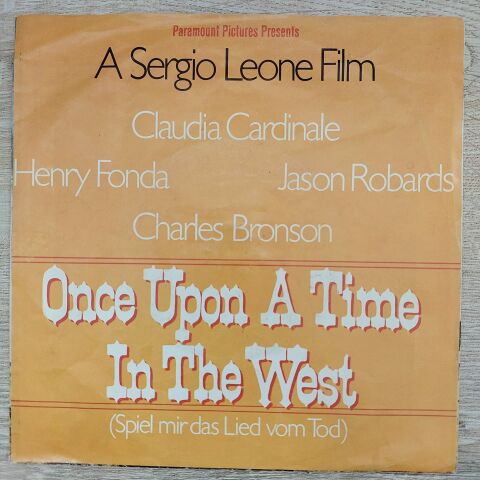 Paramount Pictures Presents
A Sergio Leone Film
Claudia Cardinale
Henry Fonda Jason Robards
Charles Bronson
Once Upon A Time
In The West
(Spiel mir das Lied vom Tod)